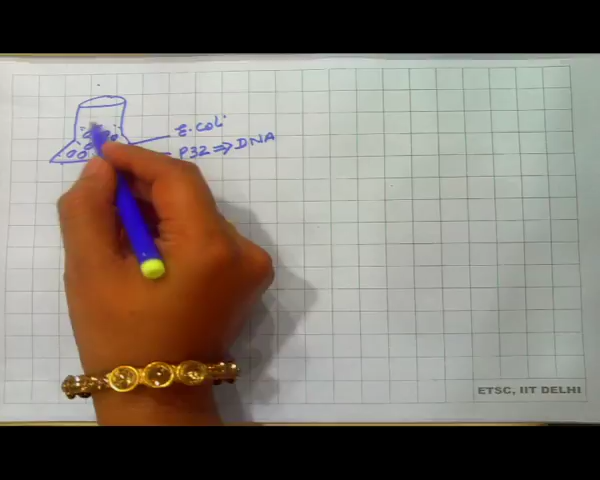 E.coli
P32 ⇒ DNA
ETSC, IIT DELHI